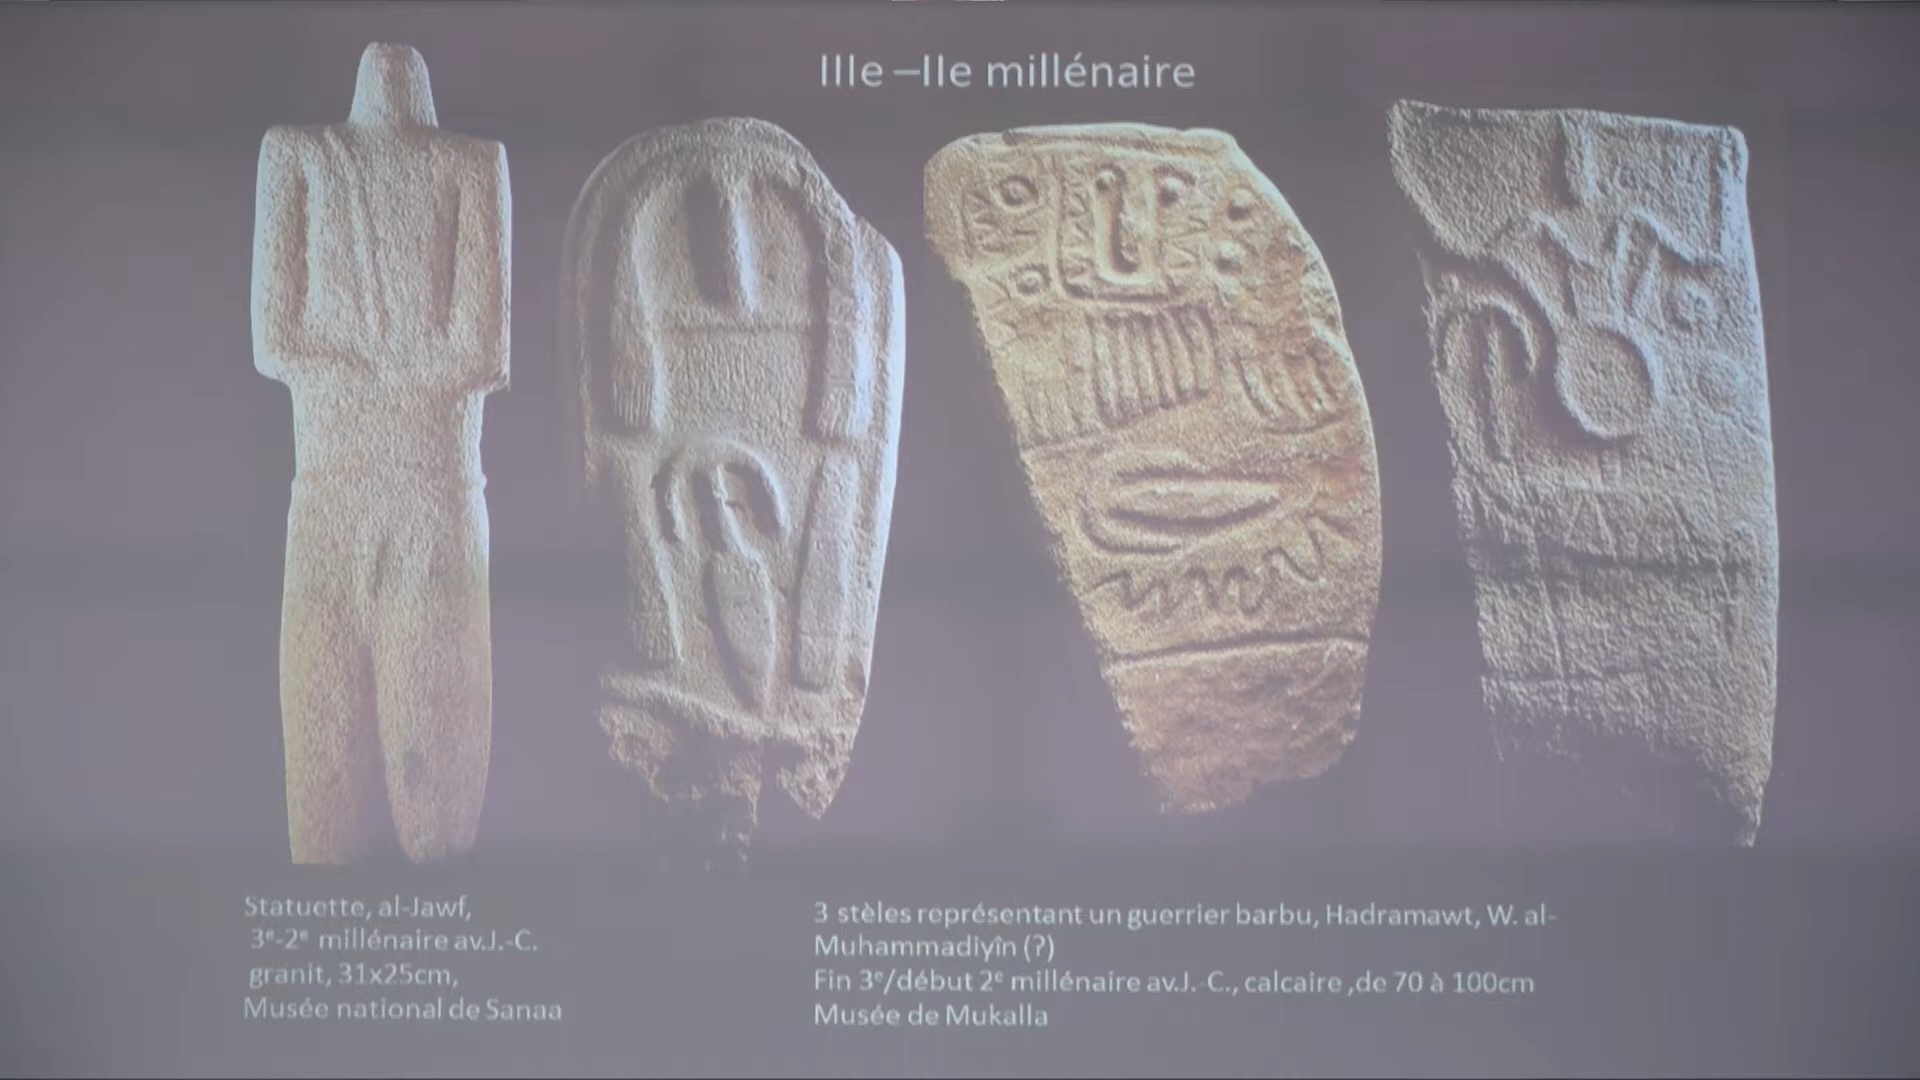 IIIe –IIe millénaire
Statuette, al-Jawf,
3e-2e millénaire av.J.-C.
granit, 31x25cm,
Musée national de Sanaa
3 stèles représentant un guerrier barbu, Hadramawt, W. al-
Muhammadiyîn (?)
Fin 3e/début 2e millénaire av.J.-C., calcaire ,de 70 à 100cm
Musée de Mukalla